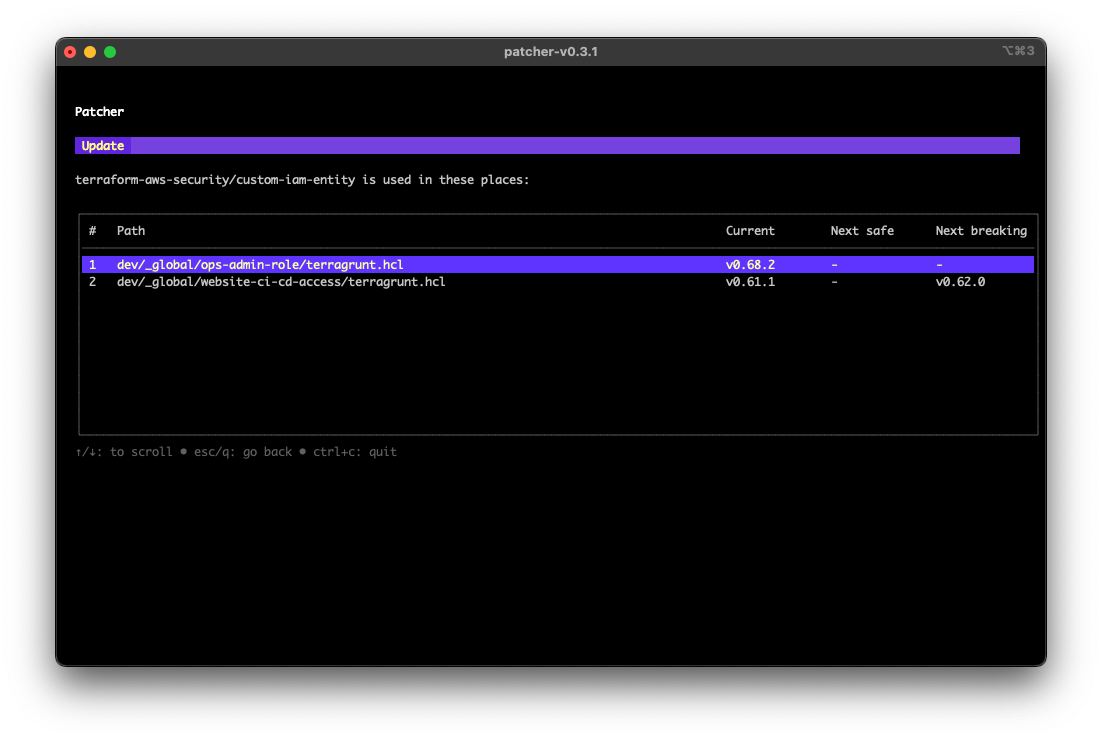 patcher-v0.3.1 ⌥⌘3
Patcher
Update
terraform-aws-security/custom-iam-entity is used in these places:
# Path Current Next safe Next breaking
1 dev/_global/ops-admin-role/terragrunt.hcl v0.68.2 - -
2 dev/_global/website-ci-cd-access/terragrunt.hcl v0.61.1 - v0.62.0
↑/↓: to scroll • esc/q: go back • ctrl+c: quit